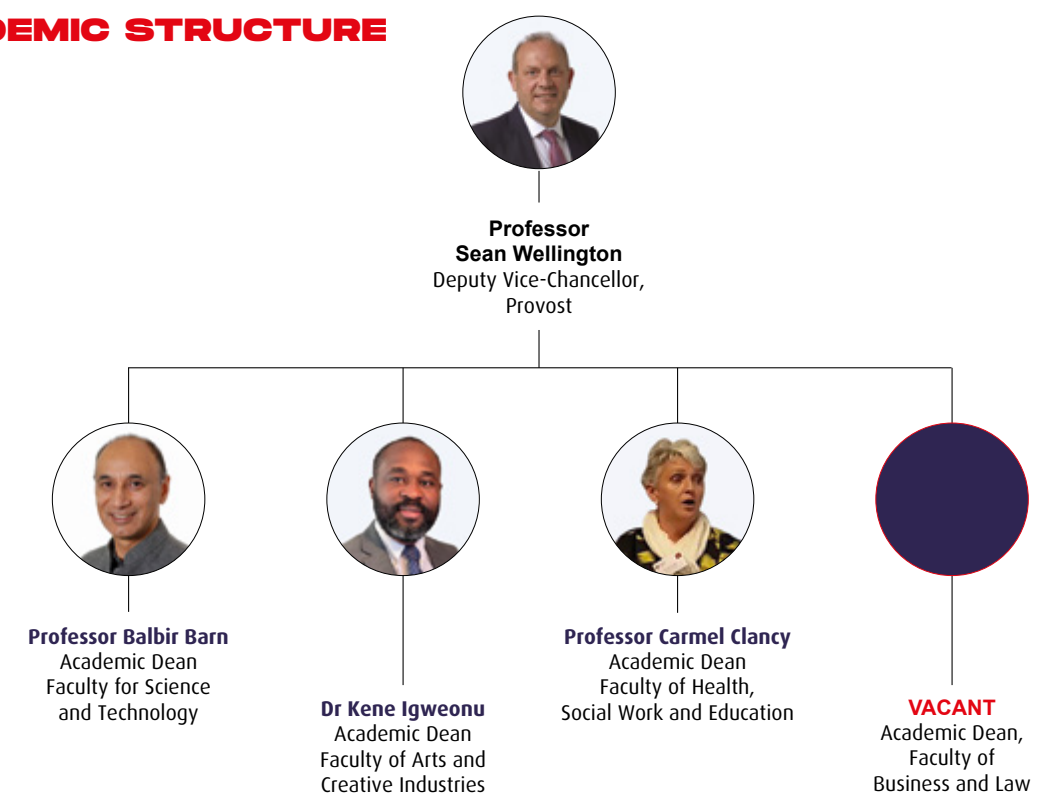 DEMIC STRUCTURE
Professor
Sean Wellington
Deputy Vice-Chancellor,
Provost
Professor Balbir Barn
Academic Dean
Faculty for Science
and Technology
Dr Kene Igweonu
Academic Dean
Faculty of Arts and
Creative Industries
Professor Carmel Clancy
Academic Dean
Faculty of Health,
Social Work and Education
VACANT
Academic Dean,
Faculty of
Business and Law